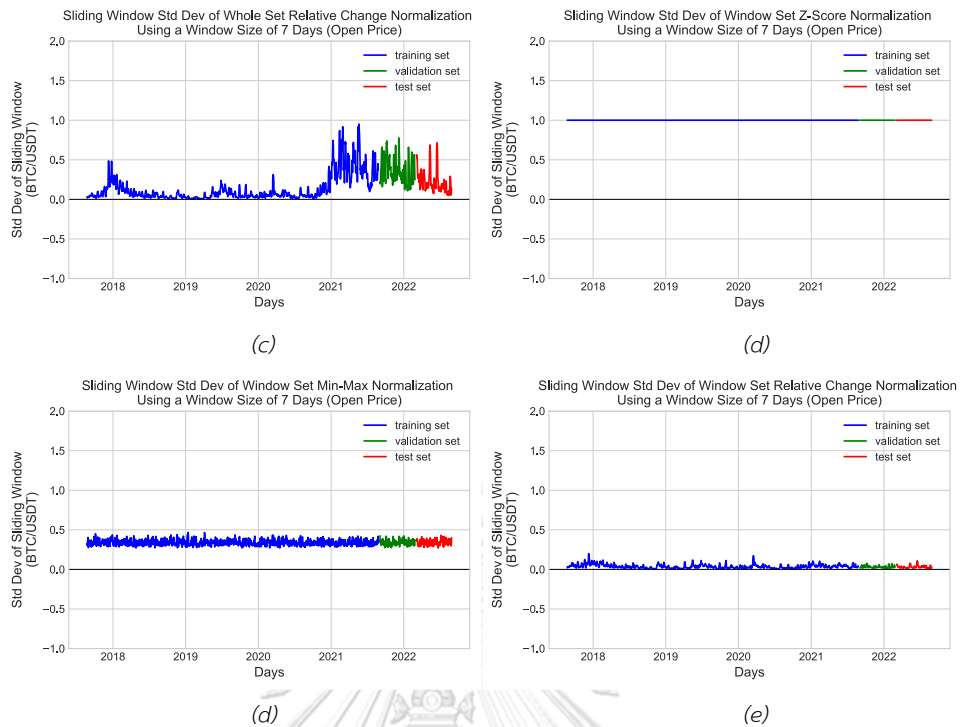 Sliding Window Std Dev of Whole Set Relative Change Normalization
Using a Window Size of 7 Days (Open Price)
training set
validation set
test set
Std Dev of Sliding Window
(BTC/USDT)
2.0
1.5
1.0
0.5
0.0
−0.5
−1.0
2018 2019 2020 2021 2022
Days
(c)
Sliding Window Std Dev of Window Set Z-Score Normalization
Using a Window Size of 7 Days (Open Price)
training set
validation set
test set
Std Dev of Sliding Window
(BTC/USDT)
2.0
1.5
1.0
0.5
0.0
−0.5
−1.0
2018 2019 2020 2021 2022
Days
(d)
Sliding Window Std Dev of Window Set Min-Max Normalization
Using a Window Size of 7 Days (Open Price)
training set
validation set
test set
Std Dev of Sliding Window
(BTC/USDT)
2.0
1.5
1.0
0.5
0.0
−0.5
−1.0
2018 2019 2020 2021 2022
Days
(d)
Sliding Window Std Dev of Window Set Relative Change Normalization
Using a Window Size of 7 Days (Open Price)
training set
validation set
test set
Std Dev of Sliding Window
(BTC/USDT)
2.0
1.5
1.0
0.5
0.0
−0.5
−1.0
2018 2019 2020 2021 2022
Days
(e)